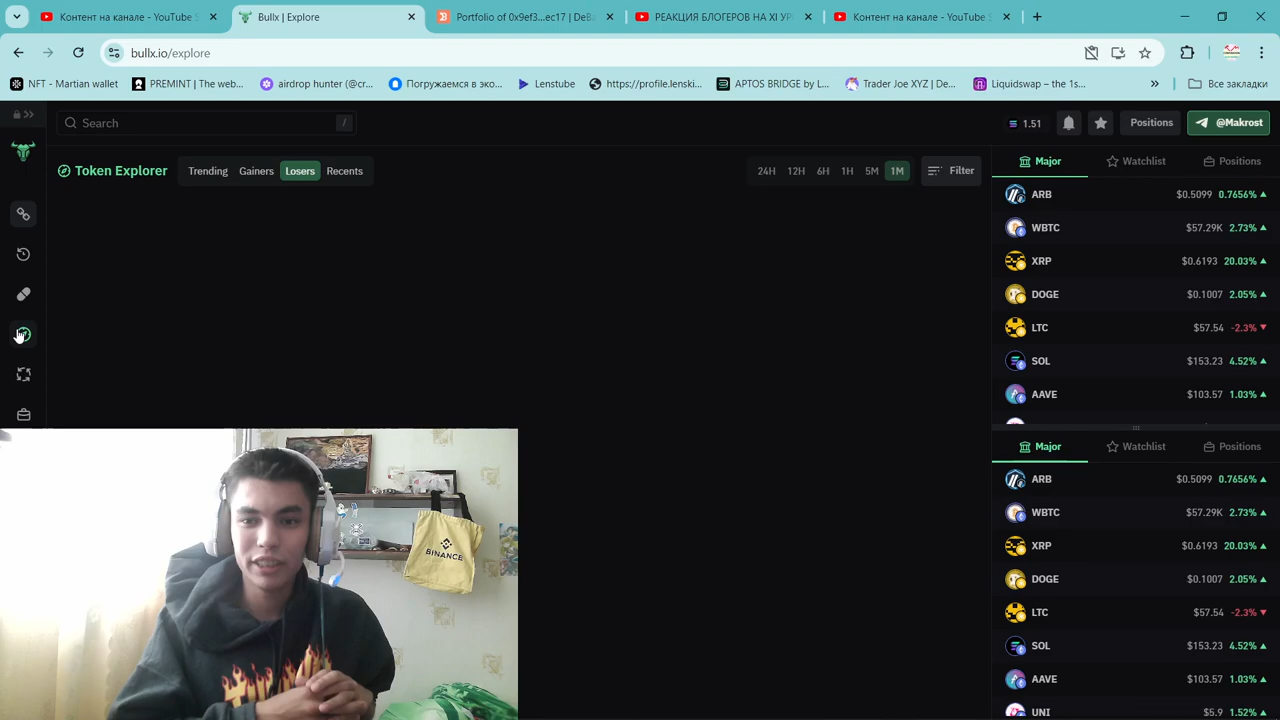 Контент на канале - YouTube S
Bullx | Explore
Portfolio of 0x9ef3...ec17 | DeBa
РЕАКЦИЯ БЛОГЕРОВ НА XI УР
Контент на канале - YouTube S
bullx.io/explore
NFT - Martian wallet
PREMINT | The web...
airdrop hunter (@cr...
Погружаемся в эко...
Lenstube
https://profile.lenski...
APTOS BRIDGE by L...
Trader Joe XYZ | De...
Liquidswap – the 1s...
Все закладки
Search /
1.51
Positions
@Makrost
Token Explorer
Trending Gainers Losers Recents
24H 12H 6H 1H 5M 1M
Filter
Major Watchlist Positions
ARB $0.5099 0.7656%
WBTC $57.29K 2.73%
XRP $0.6193 20.03%
DOGE $0.1007 2.05%
LTC $57.54 -2.3%
SOL $153.23 4.52%
AAVE $103.57 1.03%
Major Watchlist Positions
ARB $0.5099 0.7656%
WBTC $57.29K 2.73%
XRP $0.6193 20.03%
DOGE $0.1007 2.05%
LTC $57.54 -2.3%
SOL $153.23 4.52%
AAVE $103.57 1.03%
UNI $5.9 1.52%
BINANCE